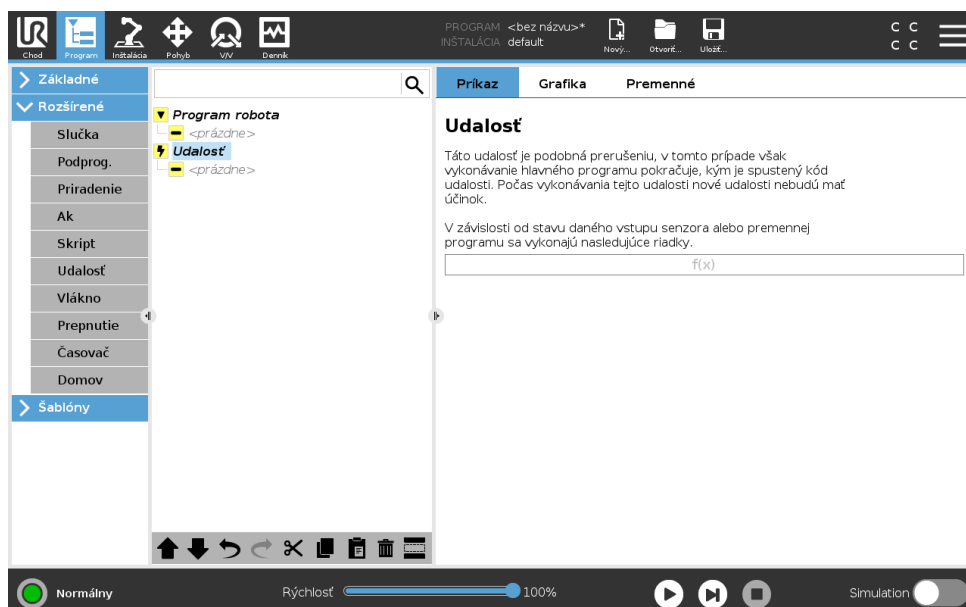 PROGRAM <bez názvu>*
INŠTALÁCIA default
Chod
Program
Inštalácia
Pohyb
V/V
Denník
Nový...
Otvoriť...
Uložiť...
C C
C C
Základné
Rozšírené
Slučka
Podprog.
Priradenie
Ak
Skript
Udalosť
Vlákno
Prepnutie
Časovač
Domov
Šablóny
Program robota
<prázdne>
Udalosť
<prázdne>
Príkaz Grafika Premenné
Udalosť
Táto udalosť je podobná prerušeniu, v tomto prípade však
vykonávanie hlavného programu pokračuje, kým je spustený kód
udalosti. Počas vykonávania tejto udalosti nové udalosti nebudú mať
účinok.
V závislosti od stavu daného vstupu senzora alebo premennej
programu sa vykonajú nasledujúce riadky.
f(x)
Normálny
Rýchlosť 100%
Simulation